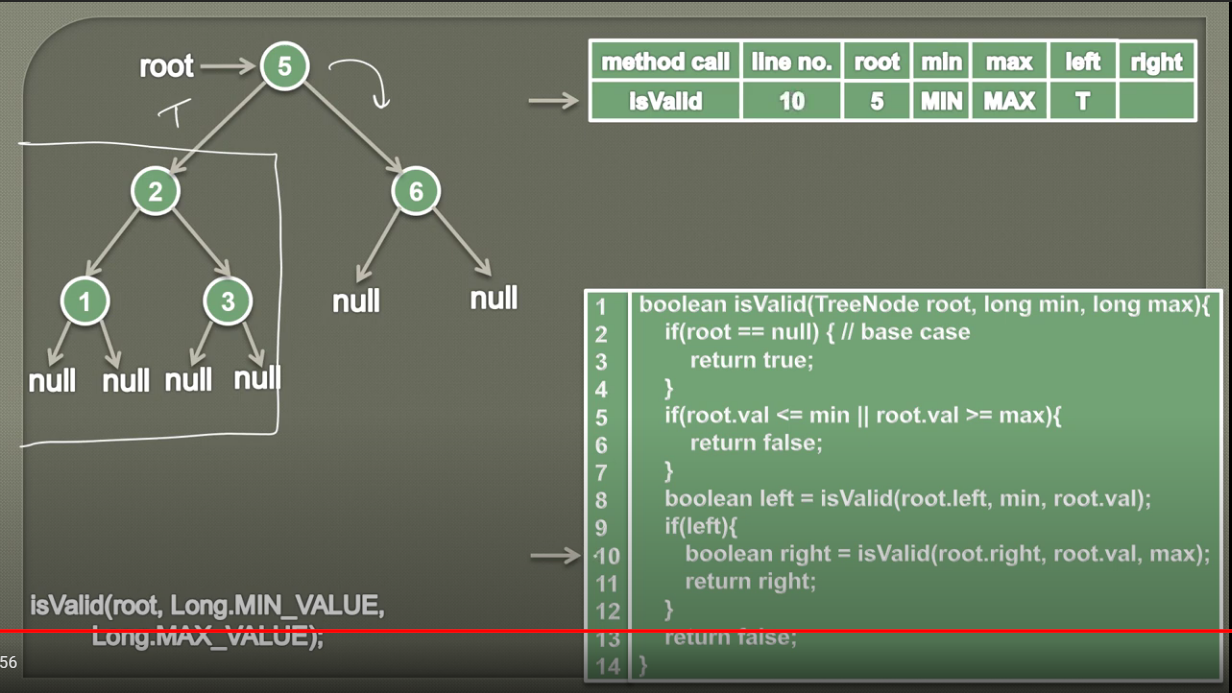 root
5
T
2
6
1
3
null
null
null
null
null
null
method call line no. root min max left right
isValid 10 5 MIN MAX T
1 boolean isValid(TreeNode root, long min, long max){
2 if(root == null) { // base case
3 return true;
4 }
5 if(root.val <= min || root.val >= max){
6 return false;
7 }
8 boolean left = isValid(root.left, min, root.val);
9 if(left){
10 boolean right = isValid(root.right, root.val, max);
11 return right;
12 }
13 return false;
14 }
isValid(root, Long.MIN_VALUE,
Long.MAX_VALUE);
56